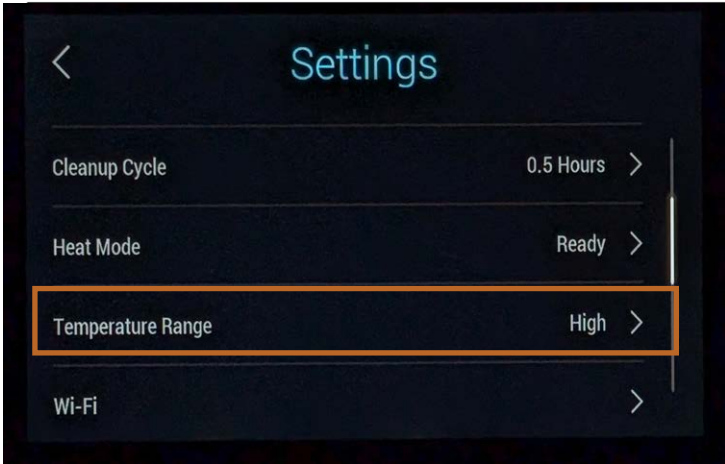 Settings
Cleanup Cycle 0.5 Hours
Heat Mode Ready
Temperature Range High
Wi-Fi